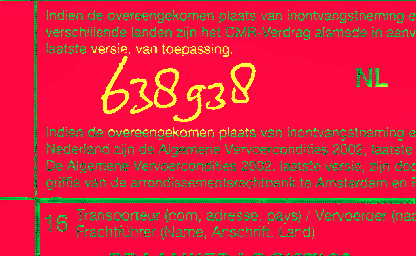 Indien de overeengekomen plaats van inontvangstneming e
verschillende landen zijn het CMR-Verdrag alsmede in aanv
laatste versie, van toepassing.
638938
NL
Indien de overeengekomen plaats van inontvangstneming e
Nederland zijn de Algemene Vervoercondities 2002, laatste
De Algemene Vervoercondities 2002, laatste versie, zijn
van de arrondissementsrechtbank te Amsterdam en
16 Transporteur (nom, adresse, pays) / Vervoerder (naa
Frachtführer (Name, Anschrift, Land)